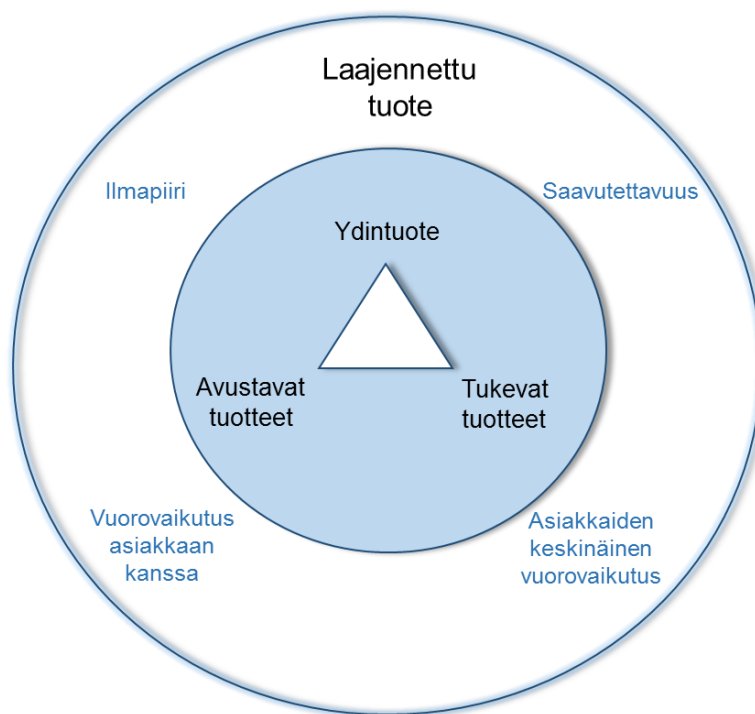 Laajennettu
tuote
Ilmapiiri
Saavutettavuus
Ydintuote
Avustavat
tuotteet
Tukevat
tuotteet
Vuorovaikutus
asiakkaan
kanssa
Asiakkaiden
keskinäinen
vuorovaikutus